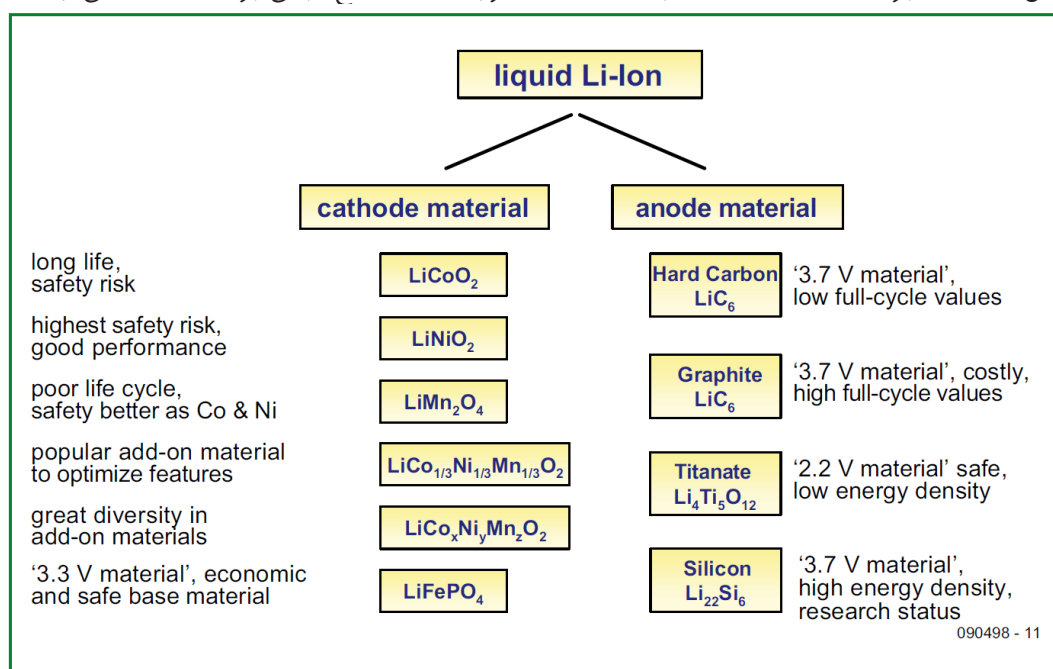 liquid Li-Ion
cathode material
anode material
long life,
safety risk
LiCoO₂
highest safety risk,
good performance
LiNiO₂
poor life cycle,
safety better as Co & Ni
LiMn₂O₄
popular add-on material
to optimize features
LiCo₁/₃Ni₁/₃Mn₁/₃O₂
great diversity in
add-on materials
LiCoₓNiᵧMn𝓏O₂
'3.3 V material', economic
and safe base material
LiFePO₄
Hard Carbon
LiC₆
‘3.7 V material’,
low full-cycle values
Graphite
LiC₆
‘3.7 V material’, costly,
high full-cycle values
Titanate
Li₄Ti₅O₁₂
‘2.2 V material’ safe,
low energy density
Silicon
Li₂₂Si₆
‘3.7 V material’,
high energy density,
research status
090498 - 11